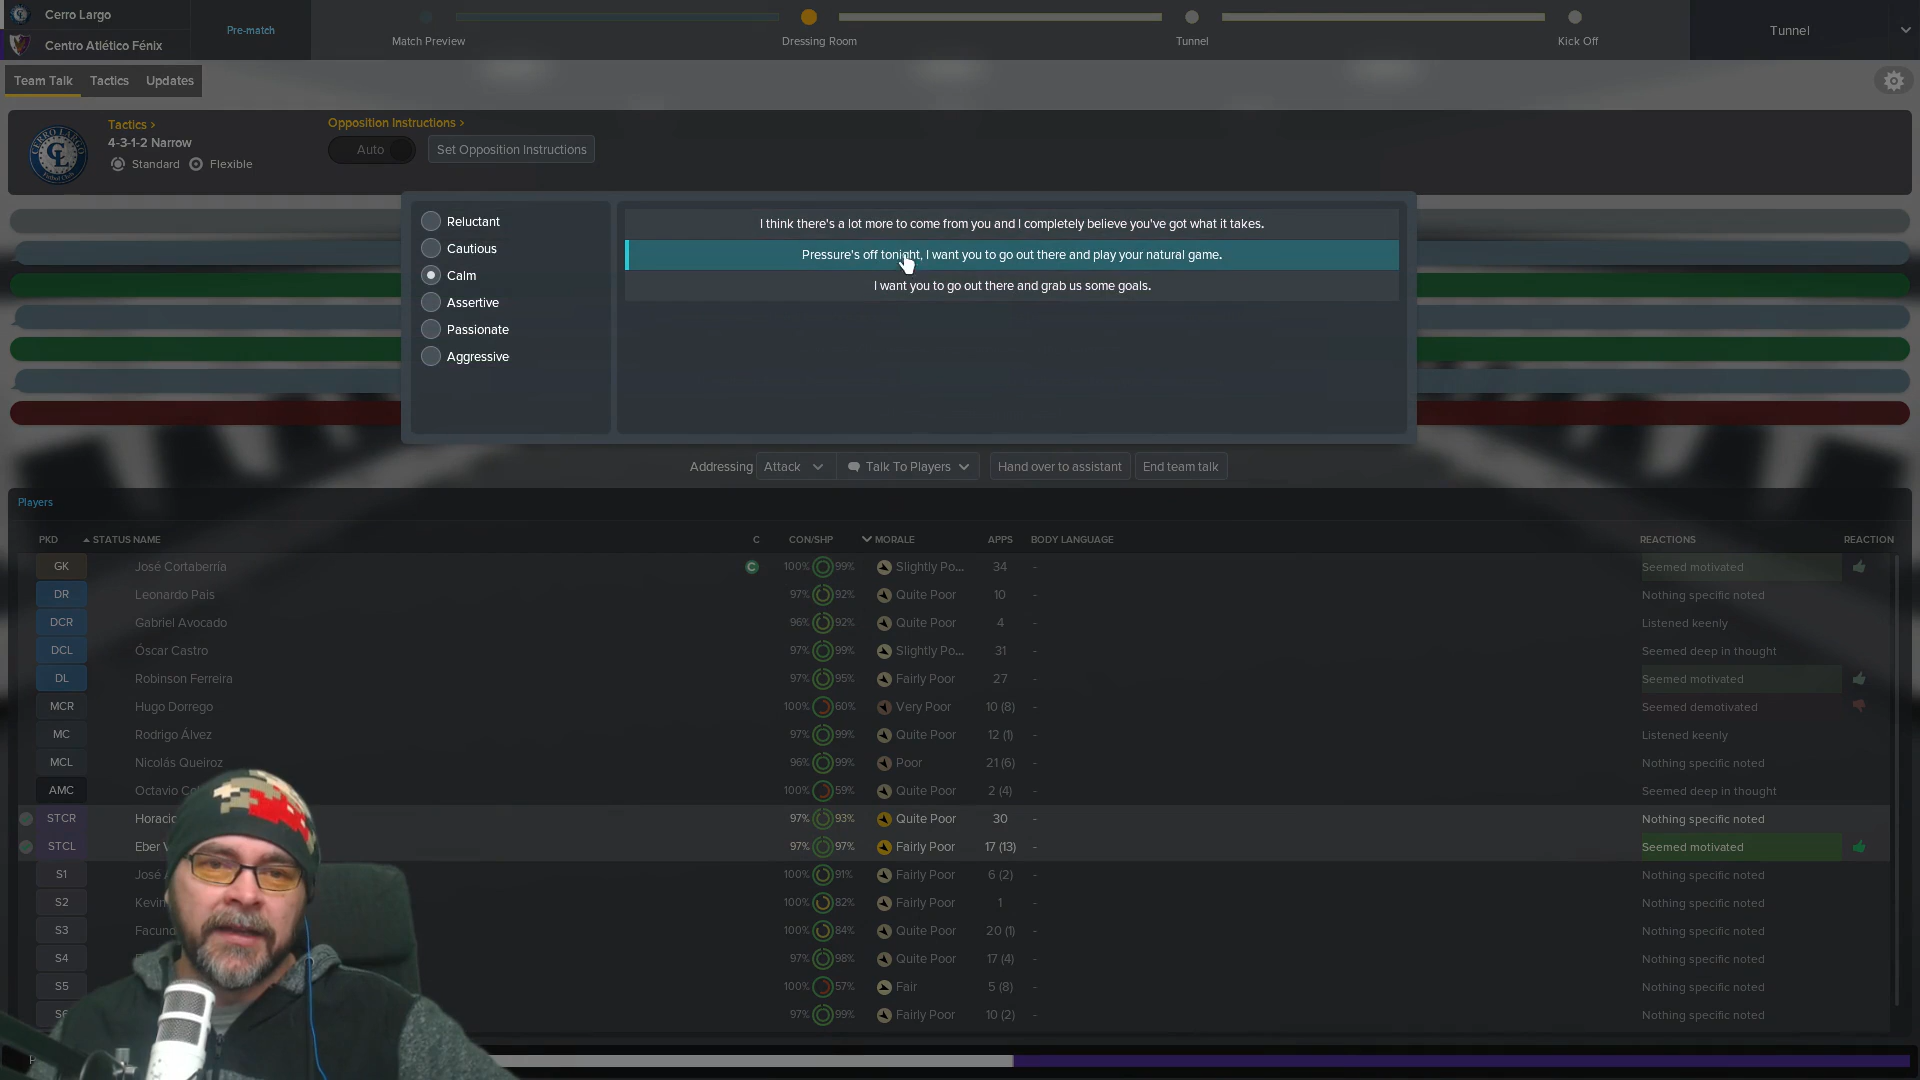 Cerro Largo
Centro Atlético Fénix
Pre-match
Match Preview
Dressing Room
Tunnel
Kick Off
Tunnel
Team Talk
Tactics
Updates
Tactics >
4-3-1-2 Narrow
Standard
Flexible
Opposition Instructions >
Auto
Set Opposition Instructions
CERRO LARGO
Reluctant
Cautious
Calm
Assertive
Passionate
Aggressive
I think there's a lot more to come from you and I completely believe you've got what it takes.
Pressure's off tonight, I want you to go out there and play your natural game.
I want you to go out there and grab us some goals.
Addressing Attack Talk To Players Hand over to assistant End team talk
Players
PKD STATUS NAME C CON/SHP MORALE APPS BODY LANGUAGE REACTIONS REACTION
GK José Cortaberría C 100% 99% Slightly Po... 34 - Seemed motivated
DR Leonardo Pais 97% 92% Quite Poor 10 - Nothing specific noted
DCR Gabriel Avocado 96% 92% Quite Poor 4 - Listened keenly
DCL Óscar Castro 97% 99% Slightly Po... 31 - Seemed deep in thought
DL Robinson Ferreira 97% 95% Fairly Poor 27 - Seemed motivated
MCR Hugo Dorrego 100% 60% Very Poor 10 (8) - Seemed demotivated
MC Rodrigo Álvez 97% 99% Quite Poor 12 (1) - Listened keenly
MCL Nicolás Queiroz 96% 99% Poor 21 (6) - Nothing specific noted
AMC Octavio 100% 59% Quite Poor 2 (4) - Seemed deep in thought
STCR Horacio 97% 93% Quite Poor 30 - Nothing specific noted
STCL Eber 97% 97% Fairly Poor 17 (13) - Seemed motivated
S1 José 100% 91% Fairly Poor 6 (2) - Nothing specific noted
S2 Kevin 100% 82% Fairly Poor 1 - Nothing specific noted
S3 Facund 100% 84% Quite Poor 20 (1) - Nothing specific noted
S4 97% 98% Quite Poor 17 (4) - Nothing specific noted
S5 100% 57% Fair 5 (8) - Nothing specific noted
S6 97% 99% Fairly Poor 10 (2) - Nothing specific noted